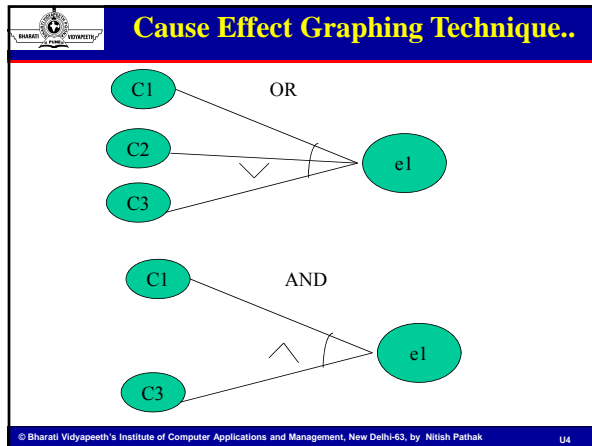 BHARATI VIDYAPEETH
PUNE
Cause Effect Graphing Technique..
C1
OR
C2
e1
C3
C1
AND
e1
C3
© Bharati Vidyapeeth's Institute of Computer Applications and Management, New Delhi-63, by Nitish Pathak
U4